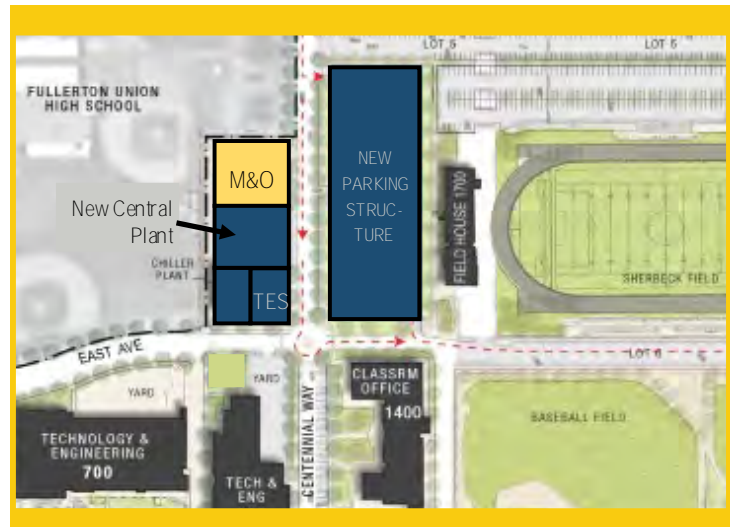 LOT 5
LOT 5
FULLERTON UNION
HIGH SCHOOL
M&O
NEW
PARKING
STRUC-
TURE
New Central
Plant
FIELD HOUSE 1700
CHILLER
PLANT
TES
SHERBECK FIELD
EAST AVE
LOT 6
YARD
YARD
CLASSRM
OFFICE
1400
CENTENNIAL WAY
BASEBALL FIELD
TECHNOLOGY &
ENGINEERING
700
TECH &
ENG